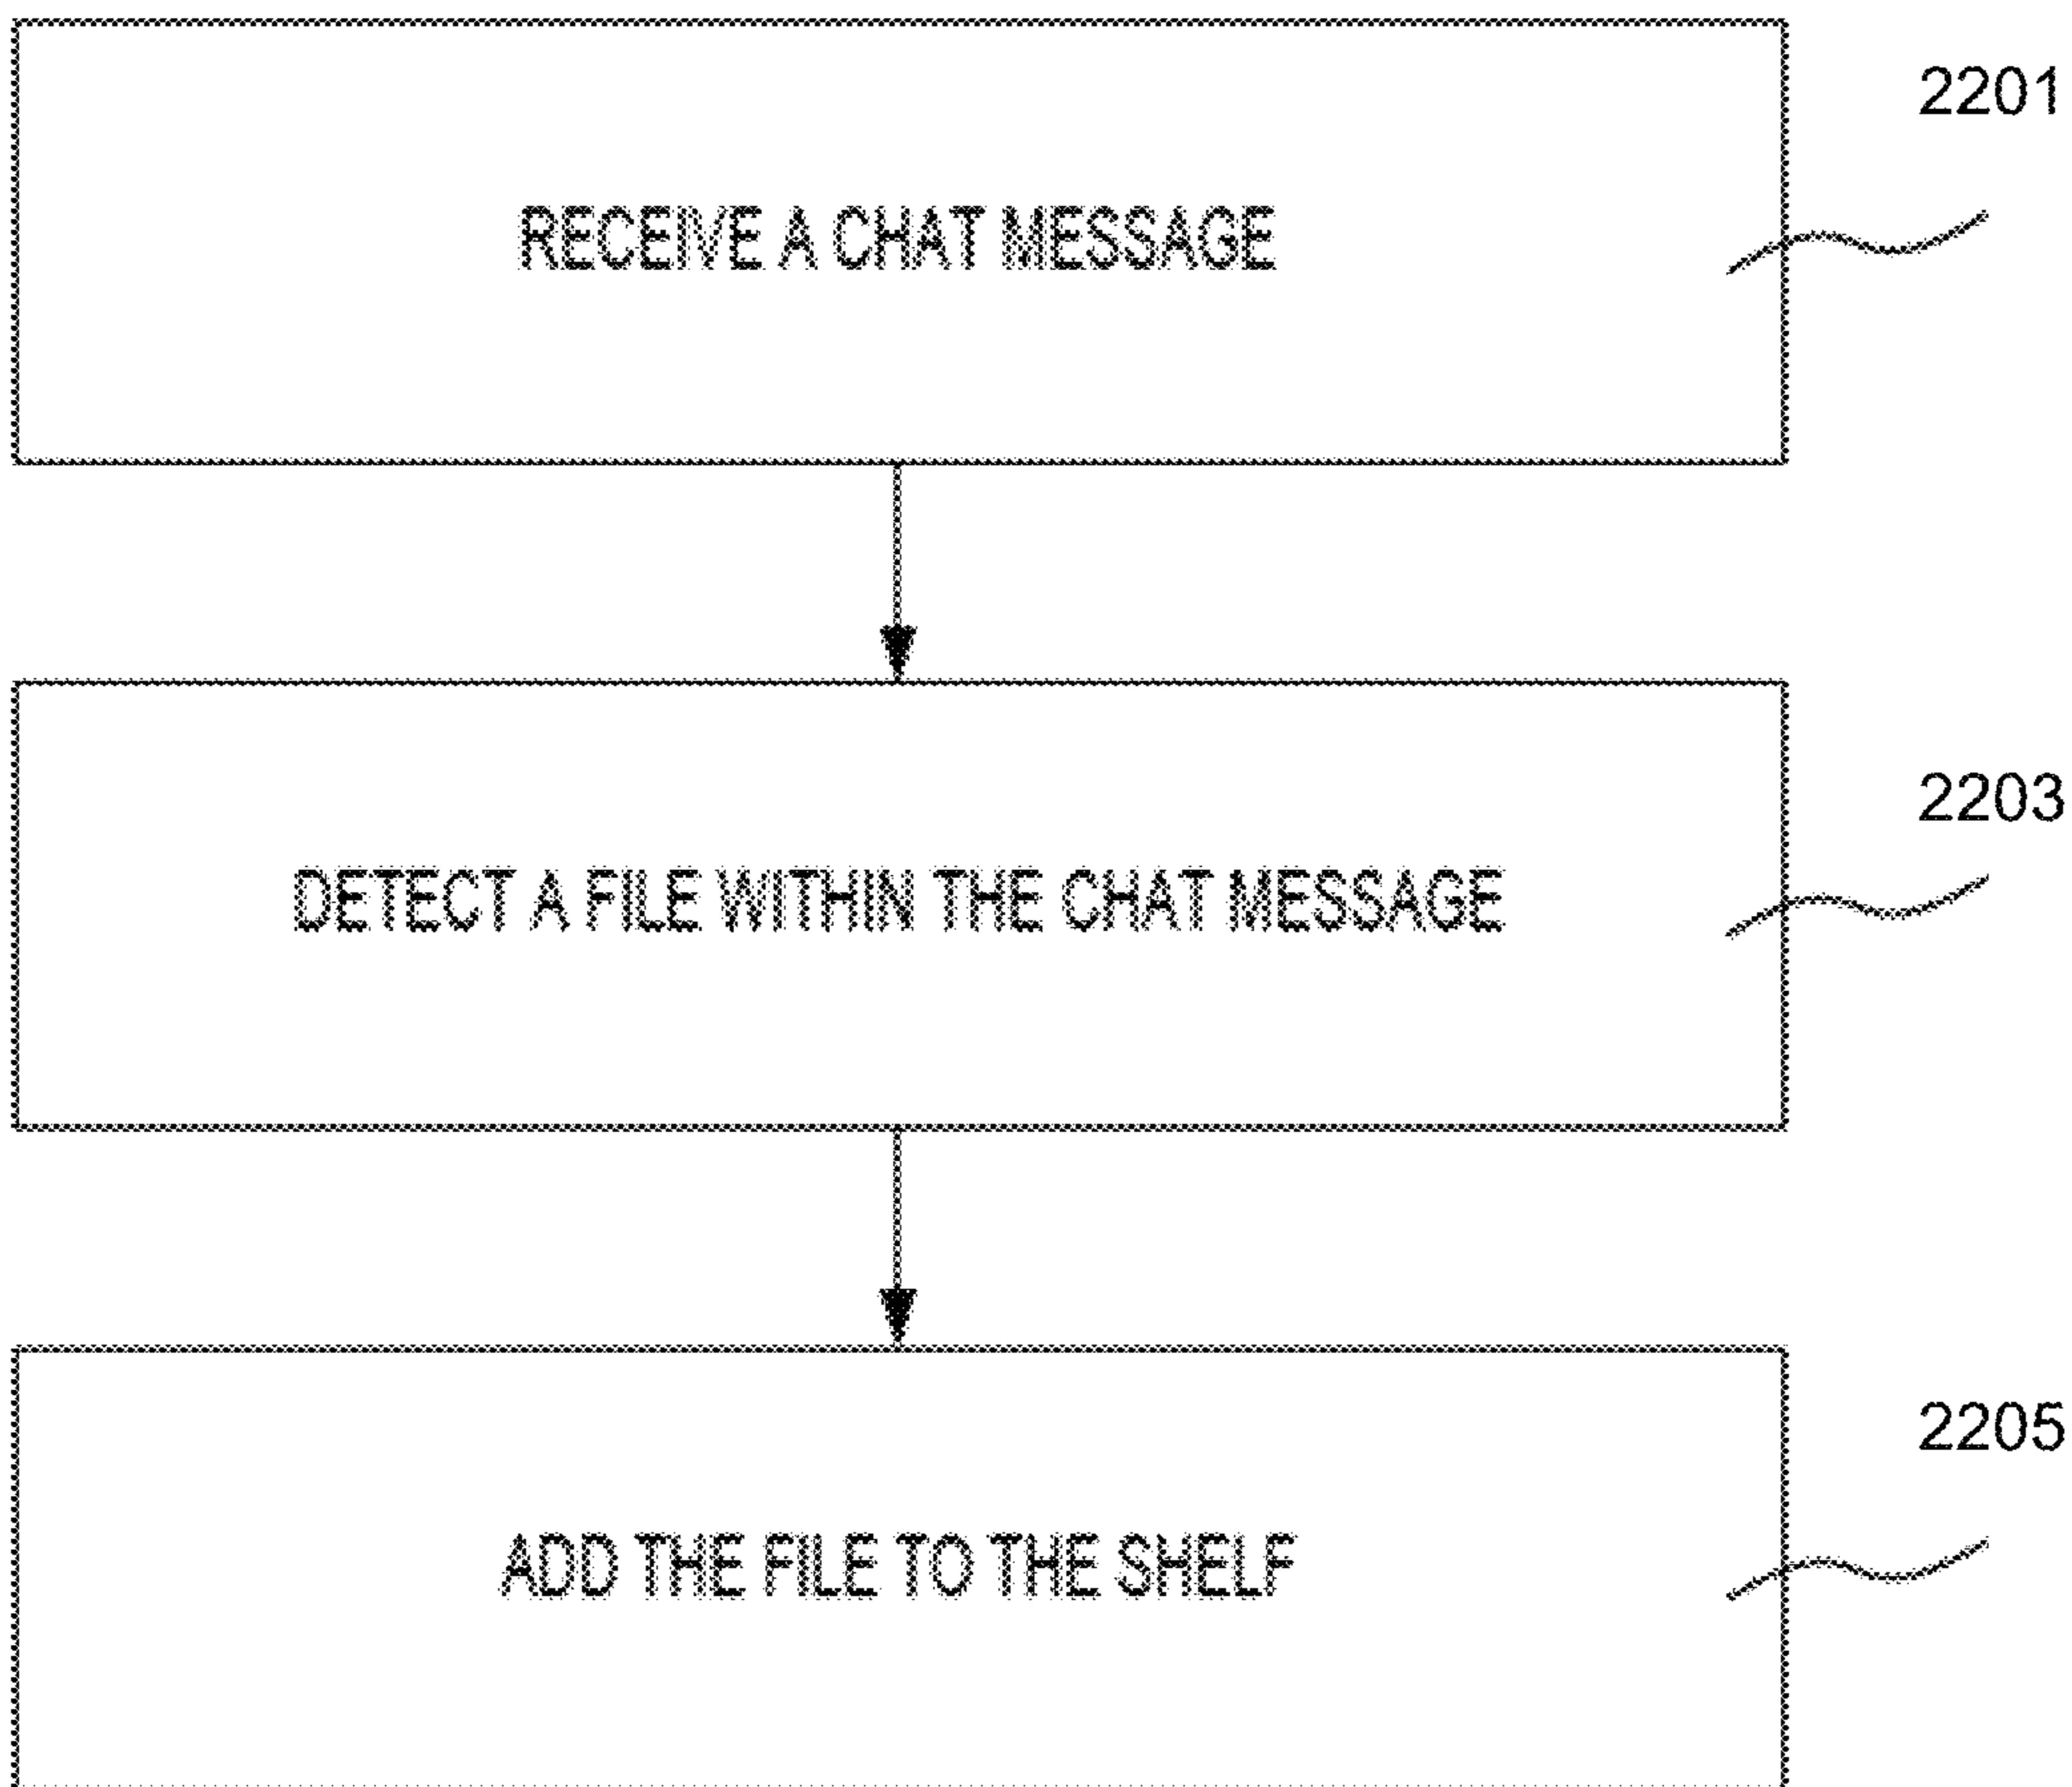 2201
RECEIVE A CHAT MESSAGE
2203
DETECT A FILE WITHIN THE CHAT MESSAGE
2205
ADD THE FILE TO THE SHELF